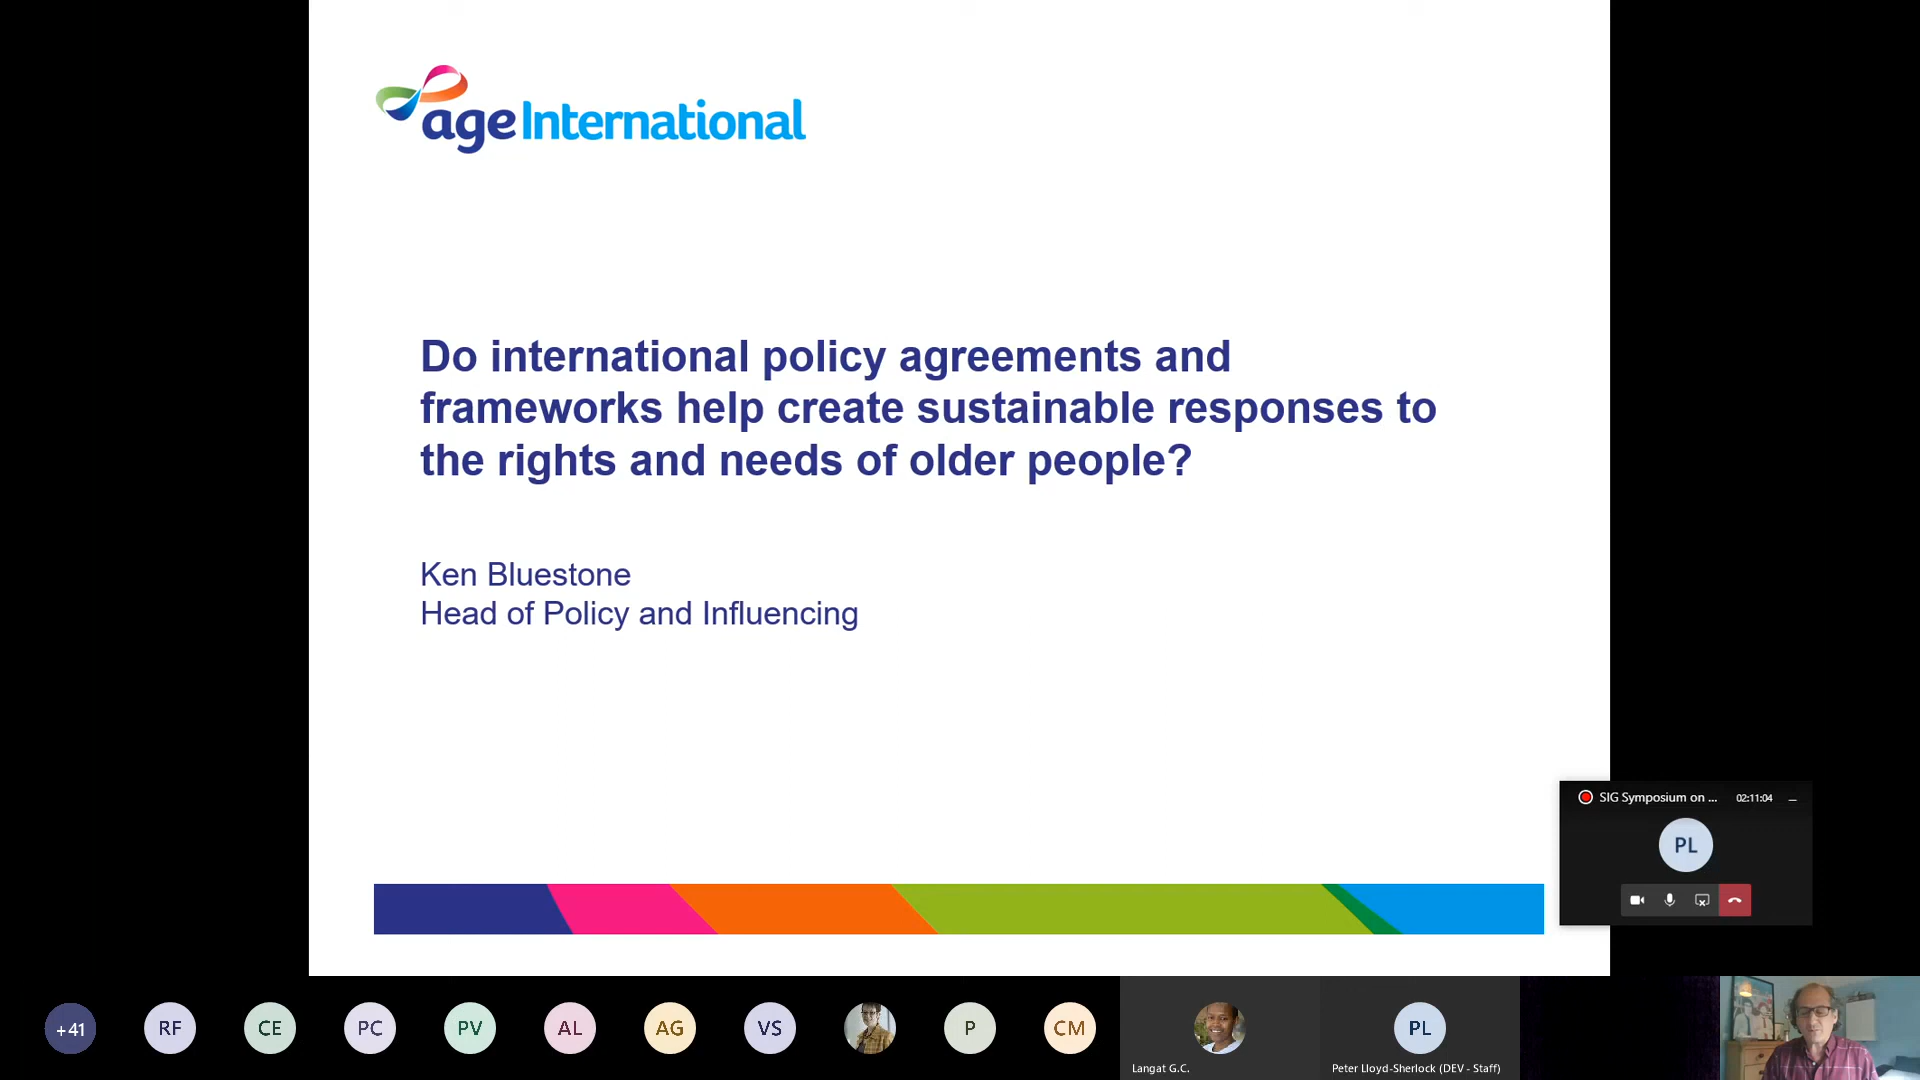 age International
Do international policy agreements and
frameworks help create sustainable responses to
the rights and needs of older people?
Ken Bluestone
Head of Policy and Influencing
SIG Symposium on ...
02:11:04
PL
+41
RF
CE
PC
PV
AL
AG
VS
P
CM
Langat G.C.
PL
Peter Lloyd-Sherlock (DEV - Staff)